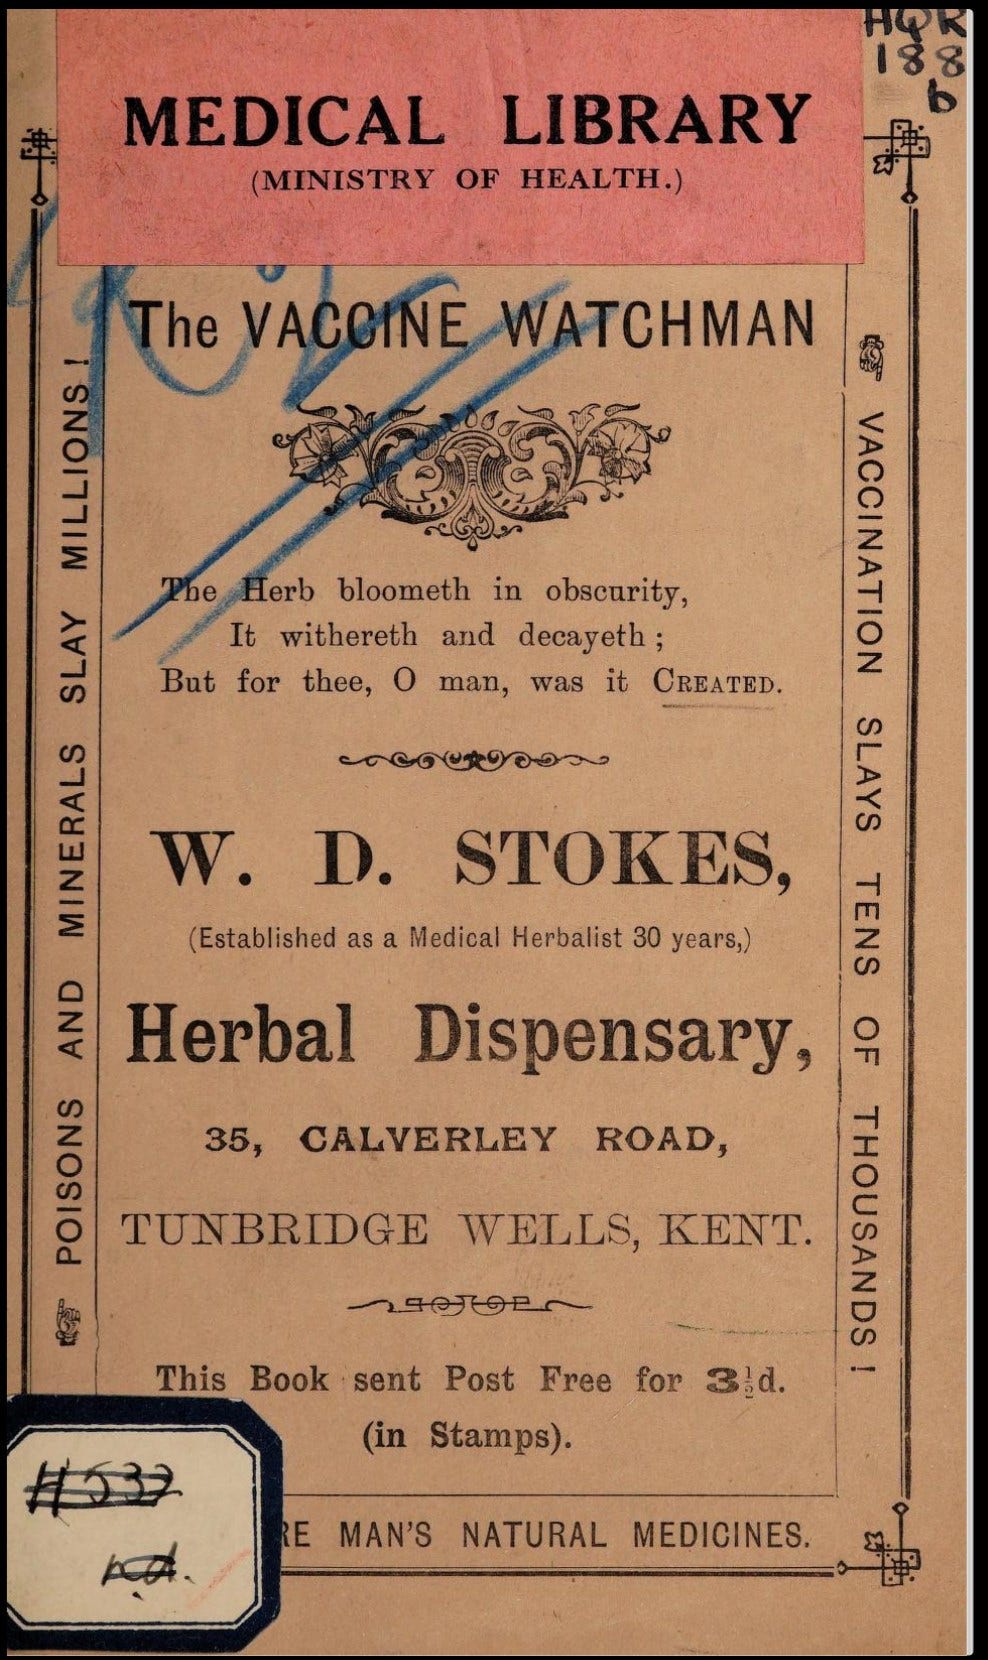 HQR
188
b
MEDICAL LIBRARY
(MINISTRY OF HEALTH.)
The VACCINE WATCHMAN
The Herb bloometh in obscurity,
It withereth and decayeth ;
But for thee, O man, was it CREATED.
W. D. STOKES,
(Established as a Medical Herbalist 30 years,)
Herbal Dispensary,
35, CALVERLEY ROAD,
TUNBRIDGE WELLS, KENT.
This Book sent Post Free for 3½d.
(in Stamps).
RE MAN'S NATURAL MEDICINES.
POISONS AND MINERALS SLAY MILLIONS !
VACCINATION SLAYS TENS OF THOUSANDS !
H532
n.d.